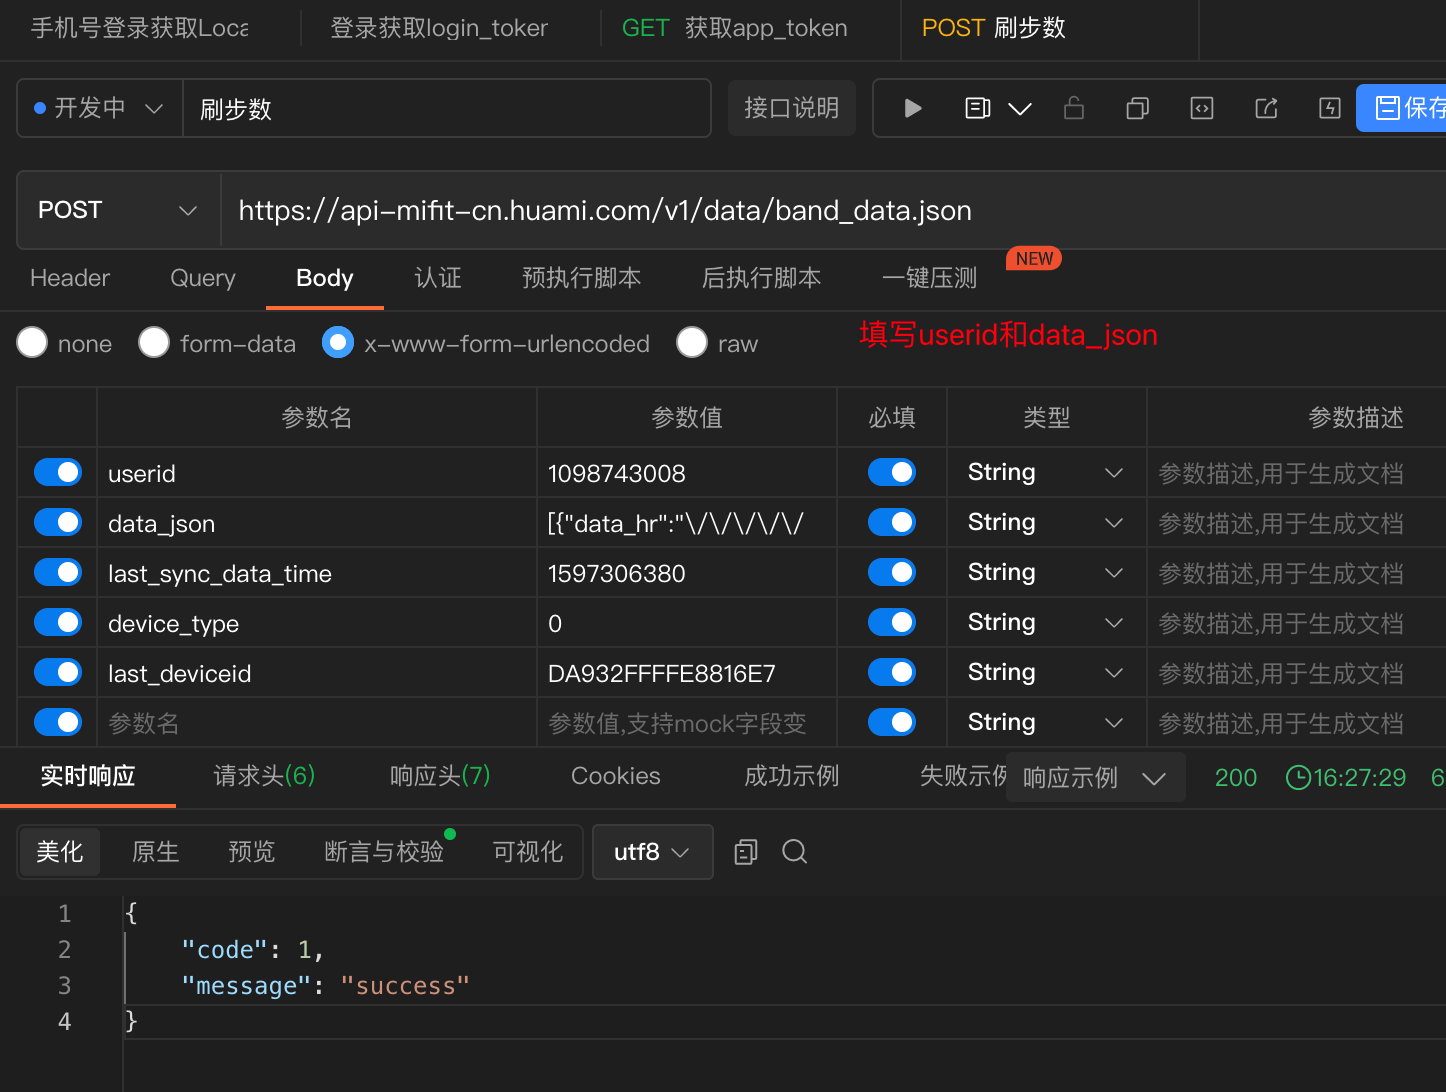 手机号登录获取Loca
登录获取login_toker
GET 获取app_token
POST 刷步数
开发中
刷步数
接口说明
保存
POST
https://api-mifit-cn.huami.com/v1/data/band_data.json
Header Query Body 认证 预执行脚本 后执行脚本 一键压测 NEW
none form-data x-www-form-urlencoded raw
填写userid和data_json
参数名 参数值 必填 类型 参数描述
userid 1098743008 String 参数描述,用于生成文档
data_json [{"data_hr":"\/\/\/\/\/ String 参数描述,用于生成文档
last_sync_data_time 1597306380 String 参数描述,用于生成文档
device_type 0 String 参数描述,用于生成文档
last_deviceid DA932FFFFE8816E7 String 参数描述,用于生成文档
参数名 参数值,支持mock字段变 String 参数描述,用于生成文档
实时响应 请求头(6) 响应头(7) Cookies 成功示例 失败示例 响应示例 200 16:27:29 6
美化 原生 预览 断言与校验 可视化 utf8
1 {
2 "code": 1,
3 "message": "success"
4 }